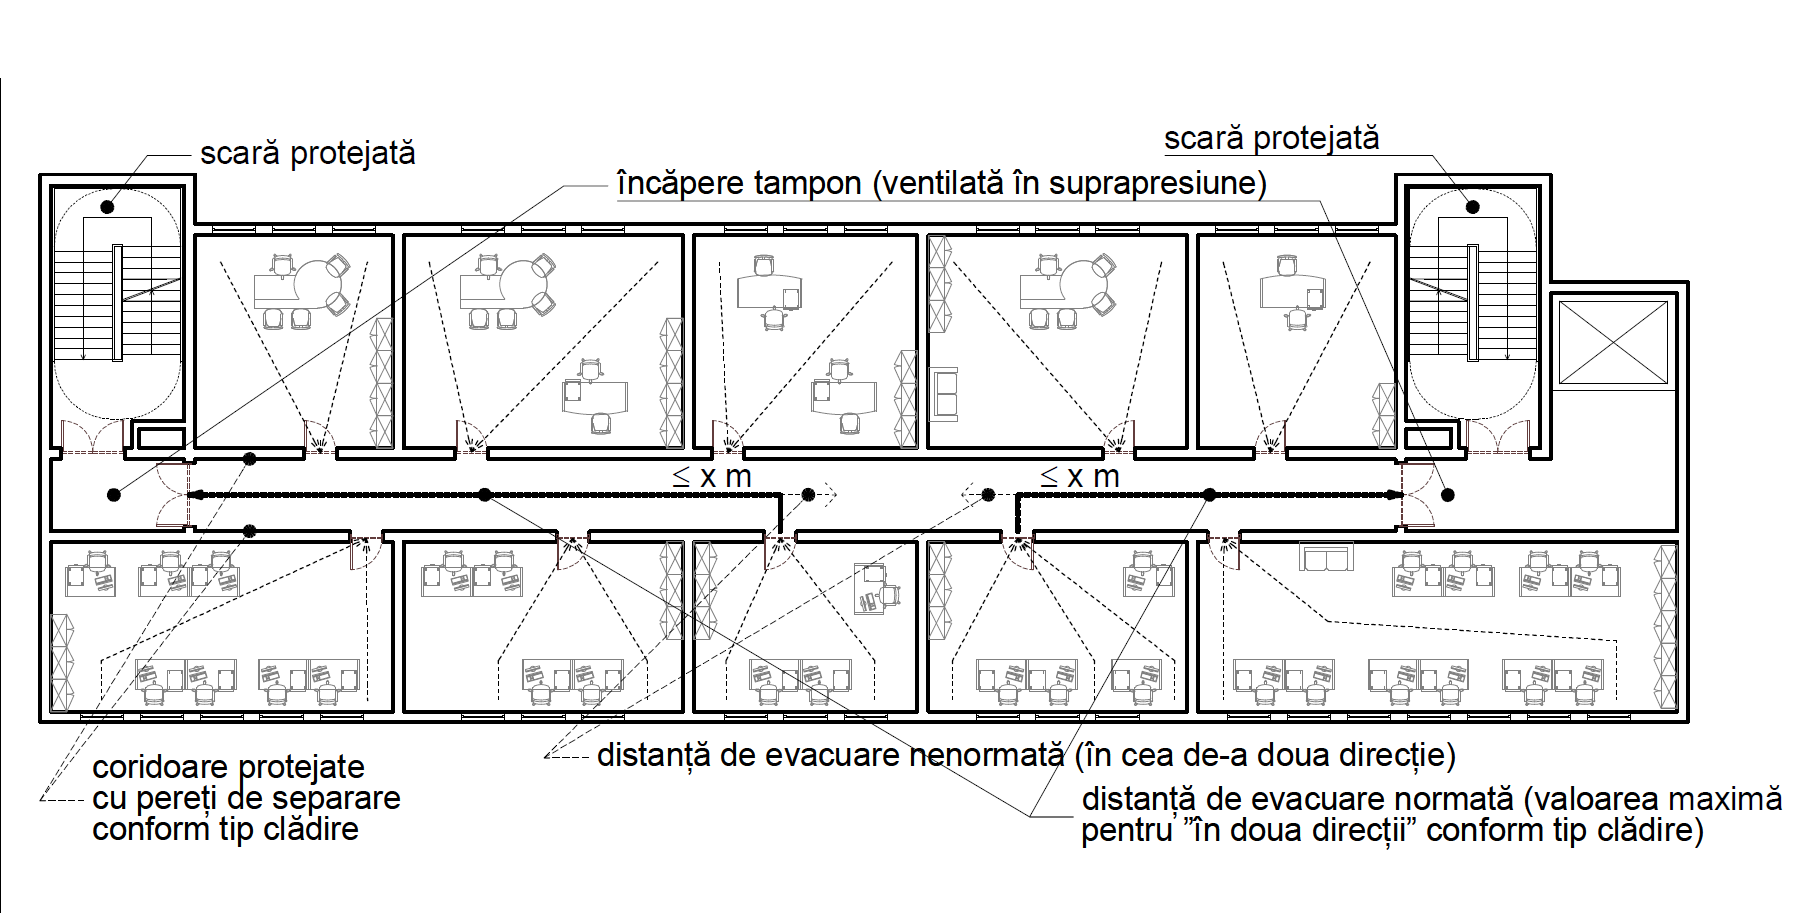 scară protejată
scară protejată
încăpere tampon (ventilată în suprapresiune)
≤ x m
≤ x m
distanță de evacuare nenormată (în cea de-a doua direcție)
coridoare protejate
cu pereți de separare
conform tip clădire
distanță de evacuare normată (valoarea maximă
pentru ”în doua direcții” conform tip clădire)